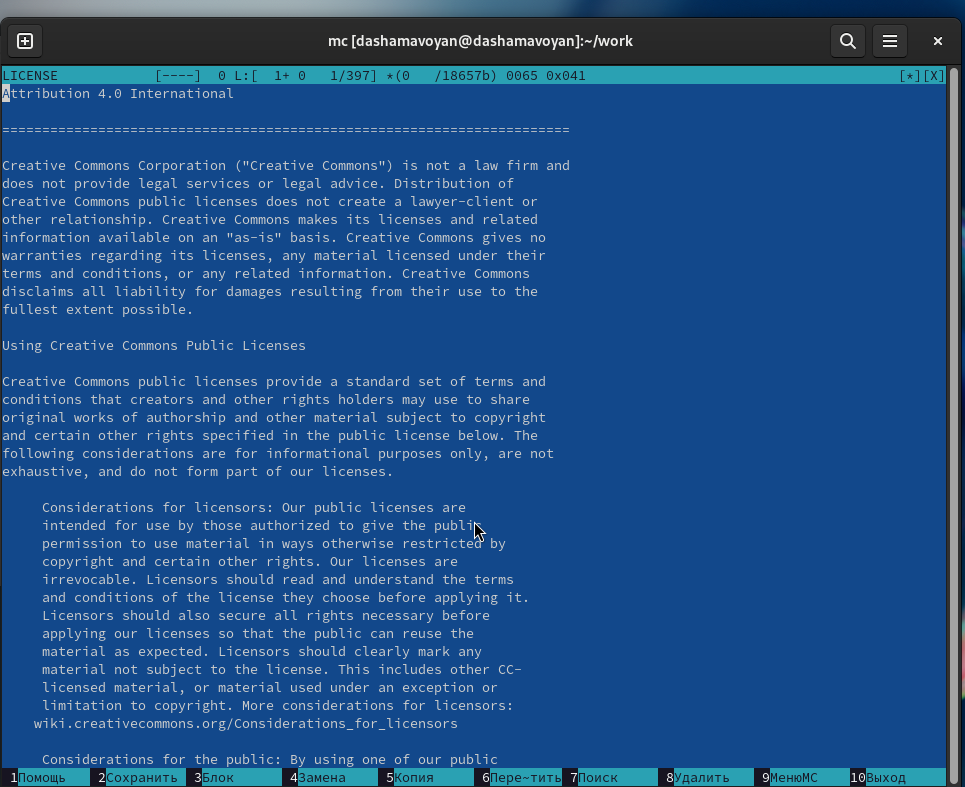 mc [dashamavoyan@dashamavoyan]:~/work
LICENSE [----] 0 L:[ 1+ 0 1/397] *(0 /18657b) 0065 0x041 [*][X]
Attribution 4.0 International
=======================================================================
Creative Commons Corporation ("Creative Commons") is not a law firm and
does not provide legal services or legal advice. Distribution of
Creative Commons public licenses does not create a lawyer-client or
other relationship. Creative Commons makes its licenses and related
information available on an "as-is" basis. Creative Commons gives no
warranties regarding its licenses, any material licensed under their
terms and conditions, or any related information. Creative Commons
disclaims all liability for damages resulting from their use to the
fullest extent possible.
Using Creative Commons Public Licenses
Creative Commons public licenses provide a standard set of terms and
conditions that creators and other rights holders may use to share
original works of authorship and other material subject to copyright
and certain other rights specified in the public license below. The
following considerations are for informational purposes only, are not
exhaustive, and do not form part of our licenses.
Considerations for licensors: Our public licenses are
intended for use by those authorized to give the public
permission to use material in ways otherwise restricted by
copyright and certain other rights. Our licenses are
irrevocable. Licensors should read and understand the terms
and conditions of the license they choose before applying it.
Licensors should also secure all rights necessary before
applying our licenses so that the public can reuse the
material as expected. Licensors should clearly mark any
material not subject to the license. This includes other CC-
licensed material, or material used under an exception or
limitation to copyright. More considerations for licensors:
wiki.creativecommons.org/Considerations_for_licensors
Considerations for the public: By using one of our public
1Помощь 2Сохранить 3Блок 4Замена 5Копия 6Пере~тить 7Поиск 8Удалить 9МенюMC 10Выход